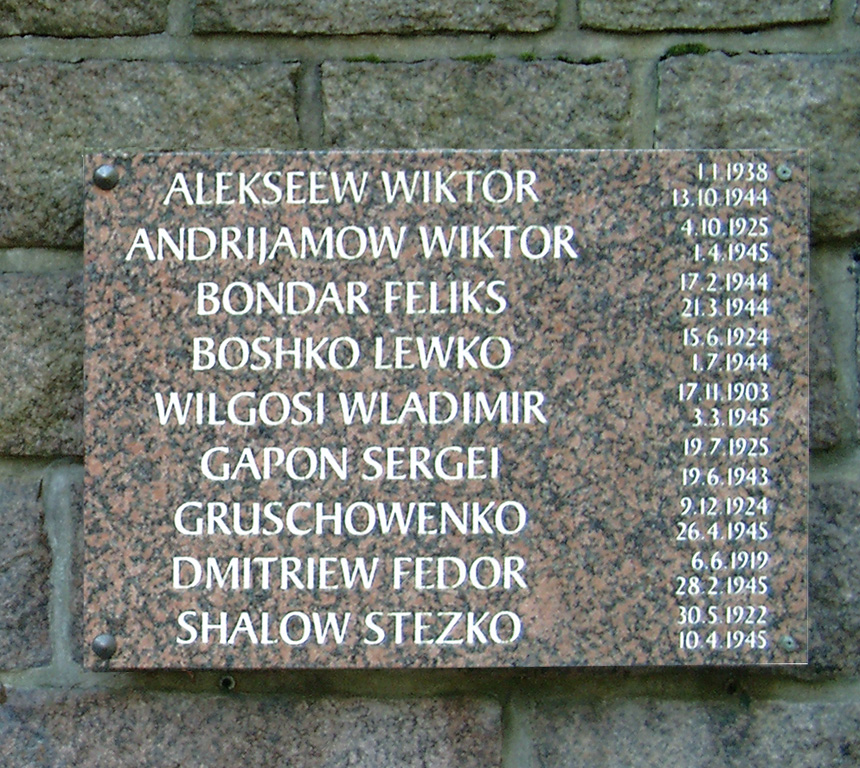 ALEKSEEW WIKTOR 1.1.1938
13.10.1944
ANDRIJAMOW WIKTOR 4.10.1925
1.4.1945
BONDAR FELIKS 17.2.1944
21.3.1944
BOSHKO LEWKO 15.6.1924
1.7.1944
WILGOSI WLADIMIR 17.11.1903
3.3.1945
GAPON SERGEI 19.7.1925
19.6.1943
GRUSCHOWENKO 9.12.1924
26.4.1945
DMITRIEW FEDOR 6.6.1919
28.2.1945
SHALOW STEZKO 30.5.1922
10.4.1945